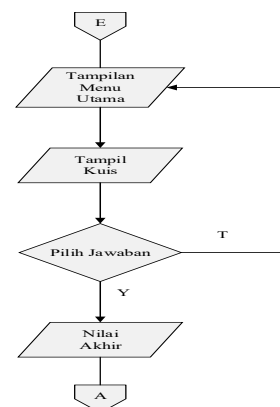 E
Tampilan
Menu
Utama
Tampil
Kuis
T
Pilih Jawaban
Y
Nilai
Akhir
A